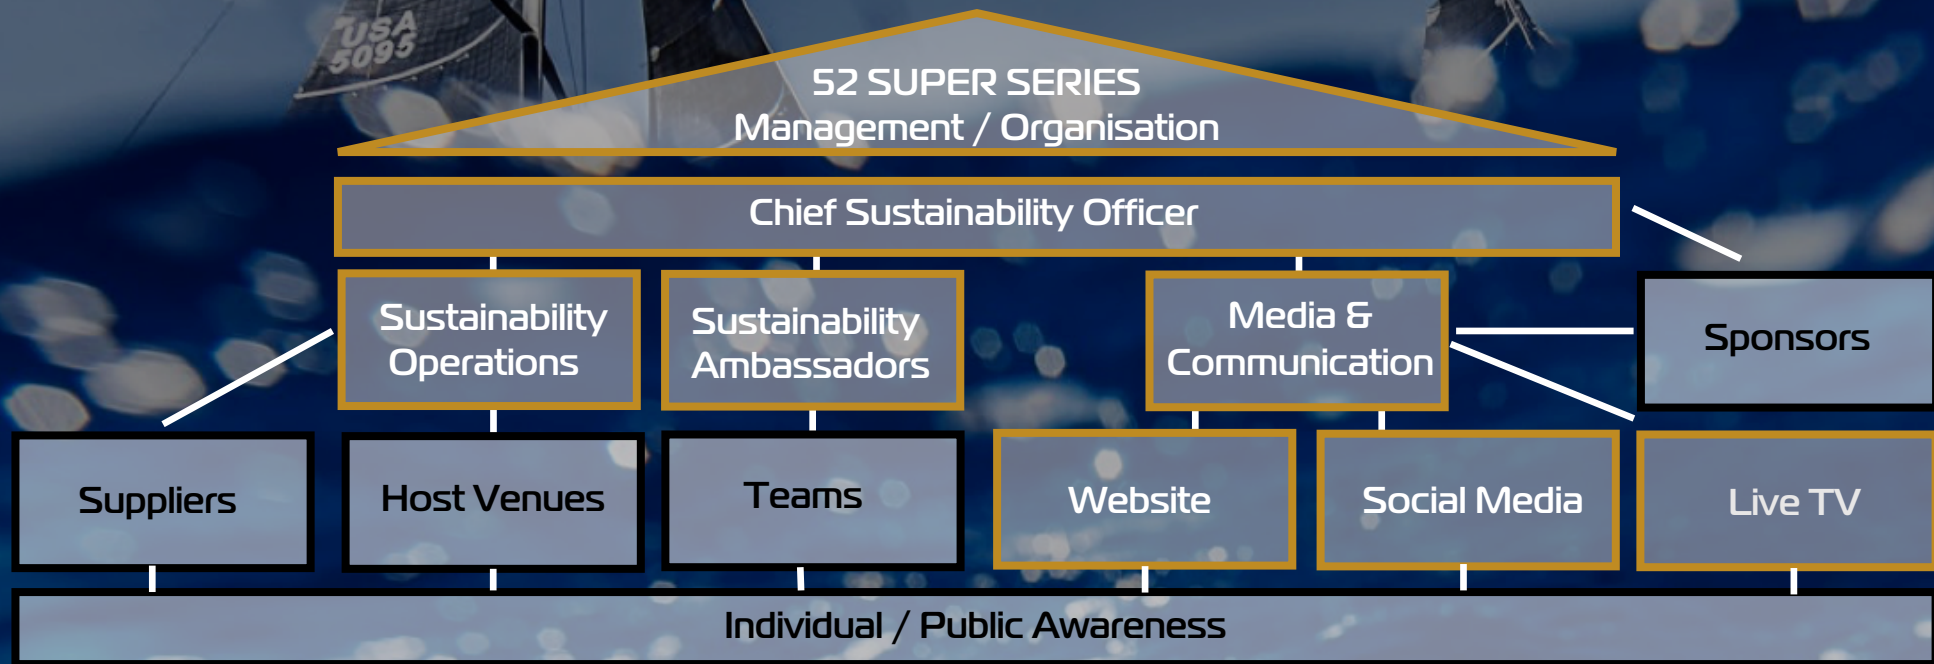 USA
5095
52 SUPER SERIES
Management / Organisation
Chief Sustainability Officer
Sustainability
Operations
Sustainability
Ambassadors
Media &
Communication
Sponsors
Suppliers
Host Venues
Teams
Website
Social Media
Live TV
Individual / Public Awareness